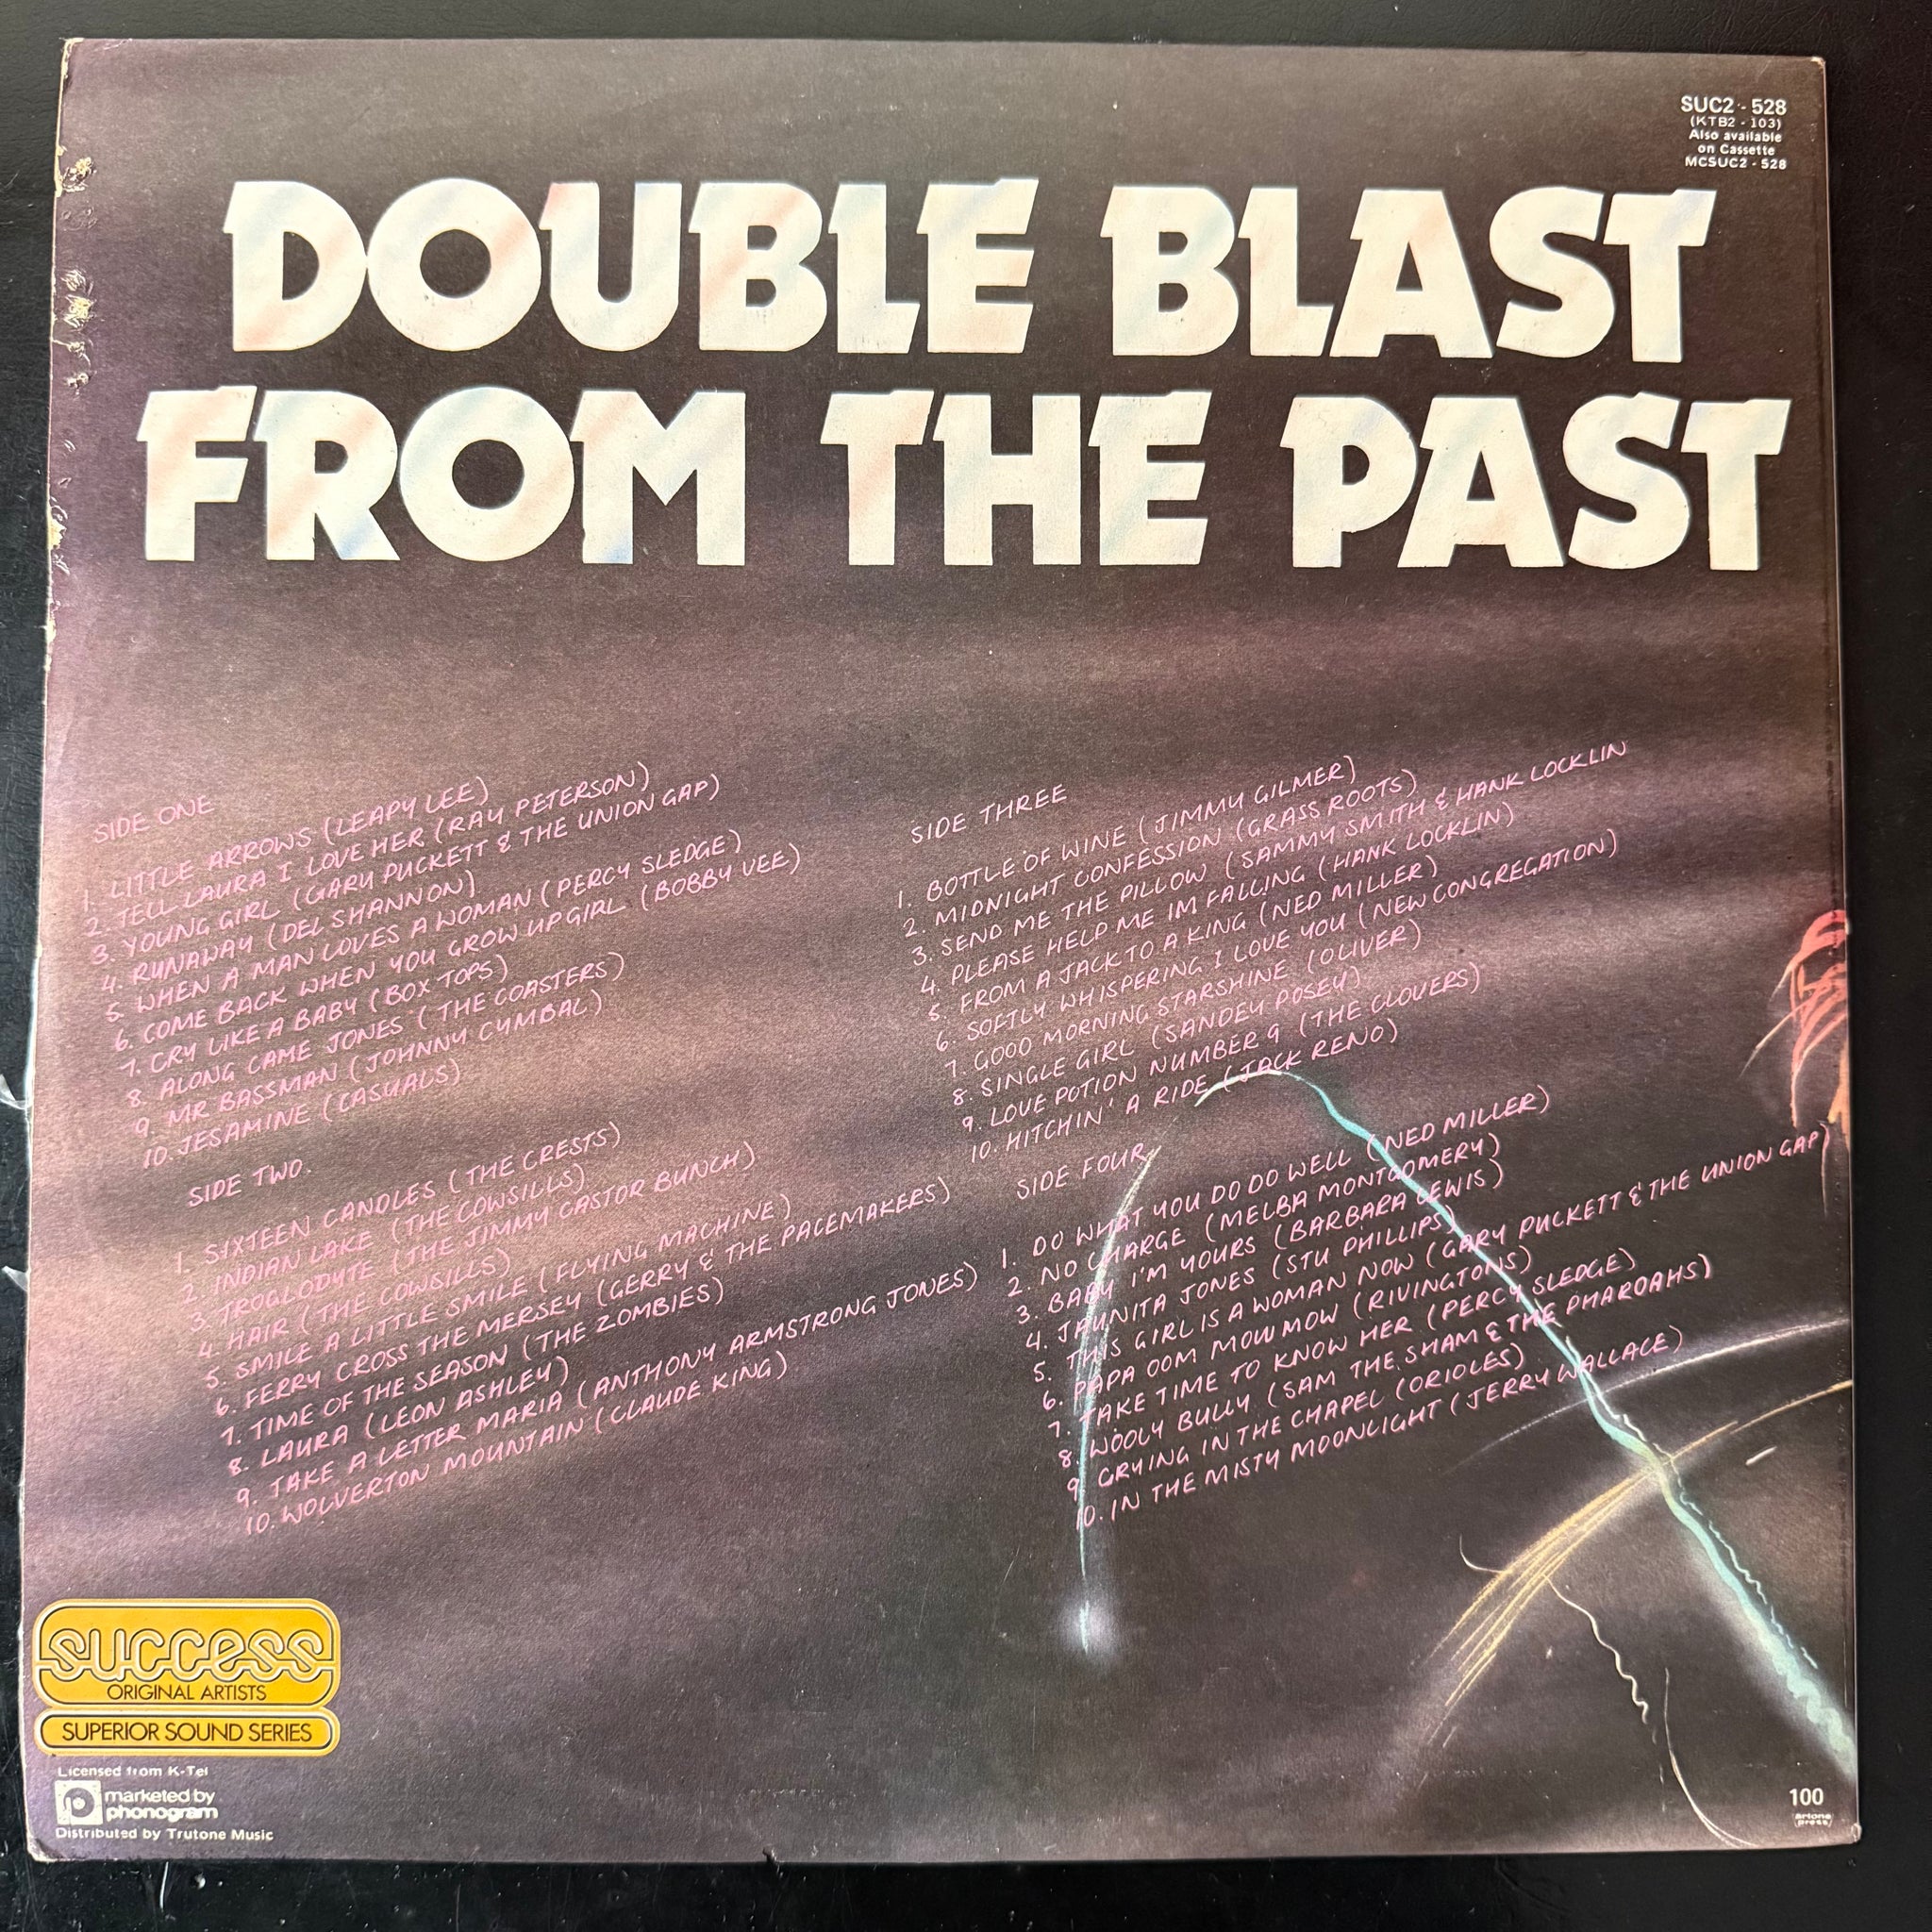 SUC2 - 528
(KTB2 - 103)
Also available
on Cassette
MCSUC2 - 528
DOUBLE BLAST
FROM THE PAST
SIDE ONE
1. LITTLE ARROWS (LEAPY LEE)
2. TELL LAURA I LOVE HER (RAY PETERSON)
3. YOUNG GIRL (GARY PUCKETT & THE UNION GAP)
4. RUNAWAY (DEL SHANNON)
5. WHEN A MAN LOVES A WOMAN (PERCY SLEDGE)
6. COME BACK WHEN YOU GROW UP GIRL (BOBBY VEE)
7. CRY LIKE A BABY (BOX TOPS)
8. ALONG CAME JONES (THE COASTERS)
9. MR BASSMAN (JOHNNY CYMBAL)
10. JESAMINE (CASUALS)
SIDE TWO.
1. SIXTEEN CANDLES (THE CRESTS)
2. INDIAN LAKE (THE COWSILLS)
3. TROGLODYTE (THE JIMMY CASTOR BUNCH)
4. HAIR (THE COWSILLS)
5. SMILE A LITTLE SMILE (FLYING MACHINE)
6. FERRY CROSS THE MERSEY (GERRY & THE PACEMAKERS)
7. TIME OF THE SEASON (THE ZOMBIES)
8. LAURA (LEON ASHLEY)
9. TAKE A LETTER MARIA (ANTHONY ARMSTRONG JONES)
10. WOLVERTON MOUNTAIN (CLAUDE KING)
SIDE THREE
1. BOTTLE OF WINE (JIMMY GILMER)
2. MIDNIGHT CONFESSION (GRASS ROOTS)
3. SEND ME THE PILLOW (SAMMY SMITH & HANK LOCKLIN
4. PLEASE HELP ME IM FALLING (HANK LOCKLIN)
5. FROM A JACK TO A KING (NED MILLER)
6. SOFTLY WHISPERING I LOVE YOU (NEW CONGREGATION)
7. GOOD MORNING STARSHINE (OLIVER)
8. SINGLE GIRL (SANDEY POSEY)
9. LOVE POTION NUMBER 9 (THE CLOVERS)
10. HITCHIN' A RIDE (JACK RENO)
SIDE FOUR
1. DO WHAT YOU DO DO WELL (NED MILLER)
2. NO CHARGE (MELBA MONTGOMERY)
3. BABY I'M YOURS (BARBARA LEWIS)
4. JAUNITA JONES (STU PHILLIPS)
5. THIS GIRL IS A WOMAN NOW (GARY PUCKETT & THE UNION GAP)
6. PAPA OOM MOW MOW (RIVINGTONS)
7. TAKE TIME TO KNOW HER (PERCY SLEDGE)
8. WOOLY BULLY (SAM THE SHAM & THE PHAROAHS)
9 CRYING IN THE CHAPEL (ORIOLES)
10. IN THE MISTY MOONLIGHT (JERRY WALLACE)
success
ORIGINAL ARTISTS
SUPERIOR SOUND SERIES
Licensed from K-Tel
marketed by
phonogram
Distributed by Trutone Music
100
artone
press